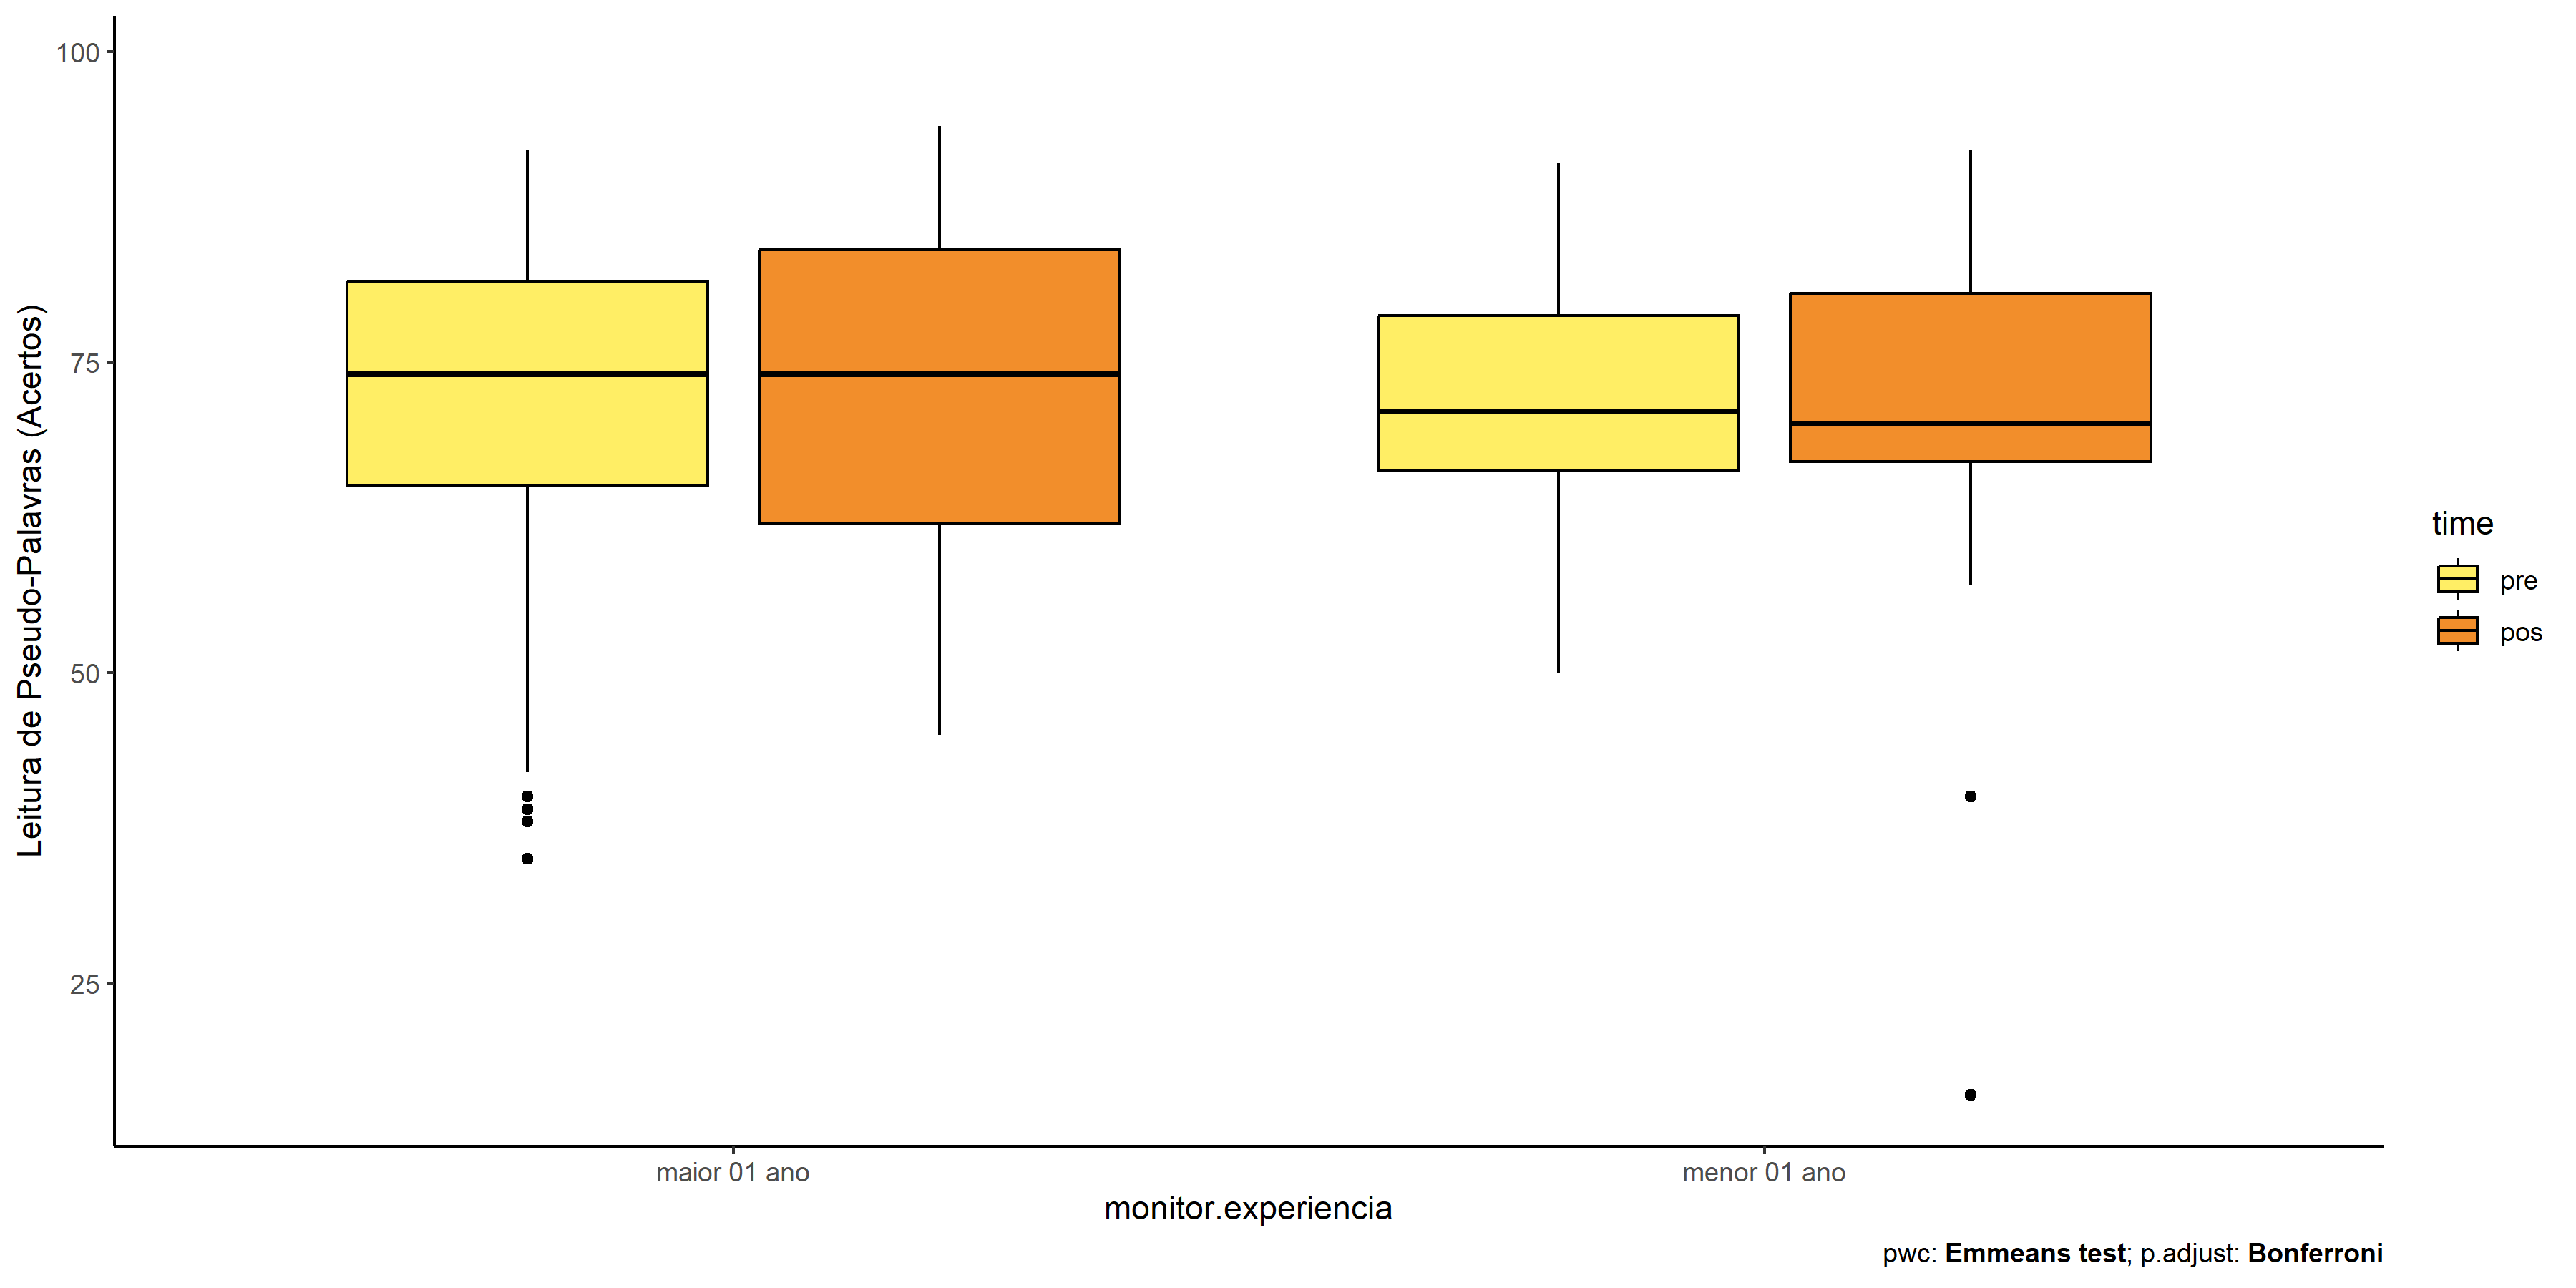 Leitura de Pseudo-Palavras (Acertos)
100
75
50
25
maior 01 ano
menor 01 ano
monitor.experiencia
time
pre
pos
pwc: Emmeans test; p.adjust: Bonferroni